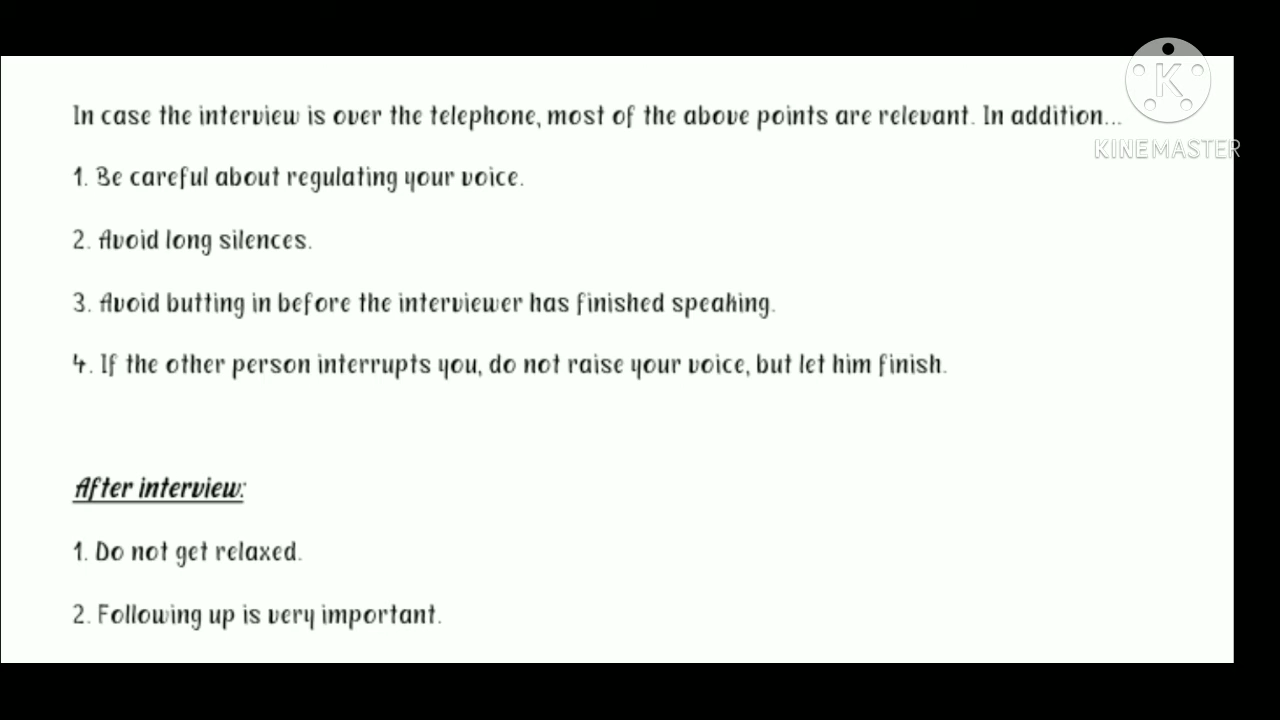 In case the interview is over the telephone, most of the above points are relevant. In addition...
KINEMASTER
1. Be careful about regulating your voice.
2. Avoid long silences.
3. Avoid butting in before the interviewer has finished speaking.
4. If the other person interrupts you, do not raise your voice, but let him finish.
After interview:
1. Do not get relaxed.
2. Following up is very important.